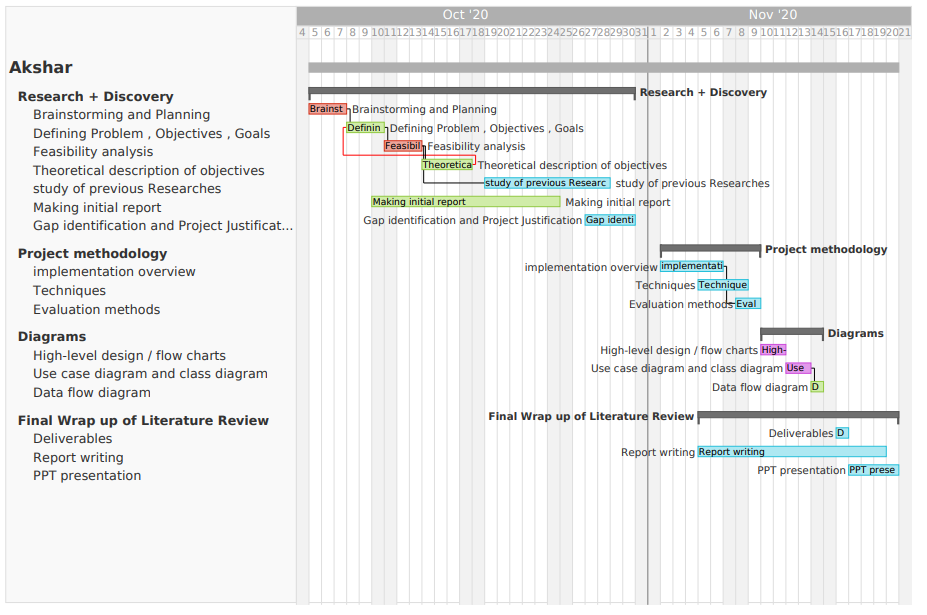 Oct '20 Nov '20
4 5 6 7 8 9 10 11 12 13 14 15 16 17 18 19 20 21 22 23 24 25 26 27 28 29 30 31 1 2 3 4 5 6 7 8 9 10 11 12 13 14 15 16 17 18 19 20 21
Akshar
Research + Discovery Research + Discovery
Brainstorming and Planning Brainst Brainstorming and Planning
Defining Problem , Objectives , Goals Definin Defining Problem , Objectives , Goals
Feasibility analysis Feasibil Feasibility analysis
Theoretical description of objectives Theoretica Theoretical description of objectives
study of previous Researches study of previous Researc study of previous Researches
Making initial report Making initial report Making initial report
Gap identification and Project Justificat... Gap identification and Project Justification Gap identi
Project methodology Project methodology
implementation overview implementation overview implementati
Techniques Techniques Technique
Evaluation methods Evaluation methods Eval
Diagrams Diagrams
High-level design / flow charts High-level design / flow charts High-
Use case diagram and class diagram Use case diagram and class diagram Use
Data flow diagram Data flow diagram D
Final Wrap up of Literature Review Final Wrap up of Literature Review
Deliverables Deliverables D
Report writing Report writing Report writing
PPT presentation PPT presentation PPT prese